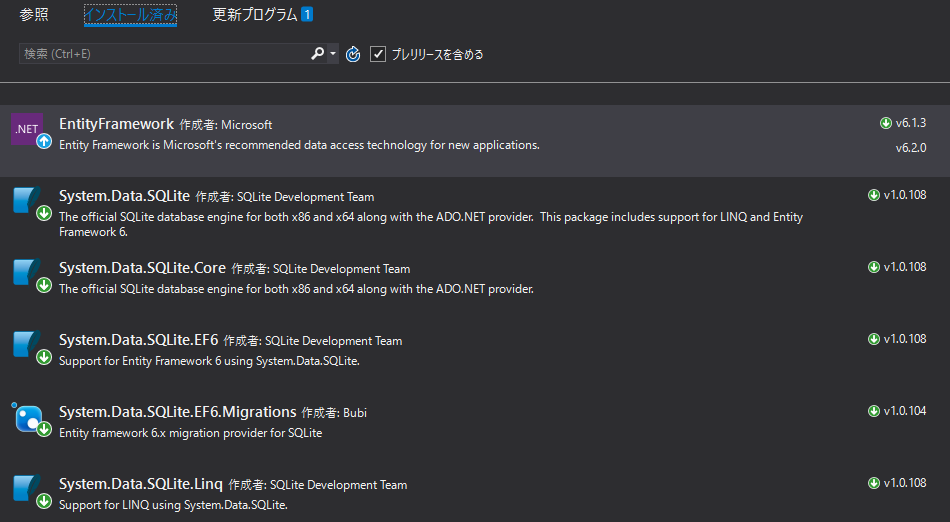 参照 インストール済み 更新プログラム 1
検索 (Ctrl+E) プレリリースを含める
.NET EntityFramework 作成者: Microsoft v6.1.3
Entity Framework is Microsoft's recommended data access technology for new applications. v6.2.0
System.Data.SQLite 作成者: SQLite Development Team v1.0.108
The official SQLite database engine for both x86 and x64 along with the ADO.NET provider. This package includes support for LINQ and Entity
Framework 6.
System.Data.SQLite.Core 作成者: SQLite Development Team v1.0.108
The official SQLite database engine for both x86 and x64 along with the ADO.NET provider.
System.Data.SQLite.EF6 作成者: SQLite Development Team v1.0.108
Support for Entity Framework 6 using System.Data.SQLite.
System.Data.SQLite.EF6.Migrations 作成者: Bubi v1.0.104
Entity framework 6.x migration provider for SQLite
System.Data.SQLite.Linq 作成者: SQLite Development Team v1.0.108
Support for LINQ using System.Data.SQLite.